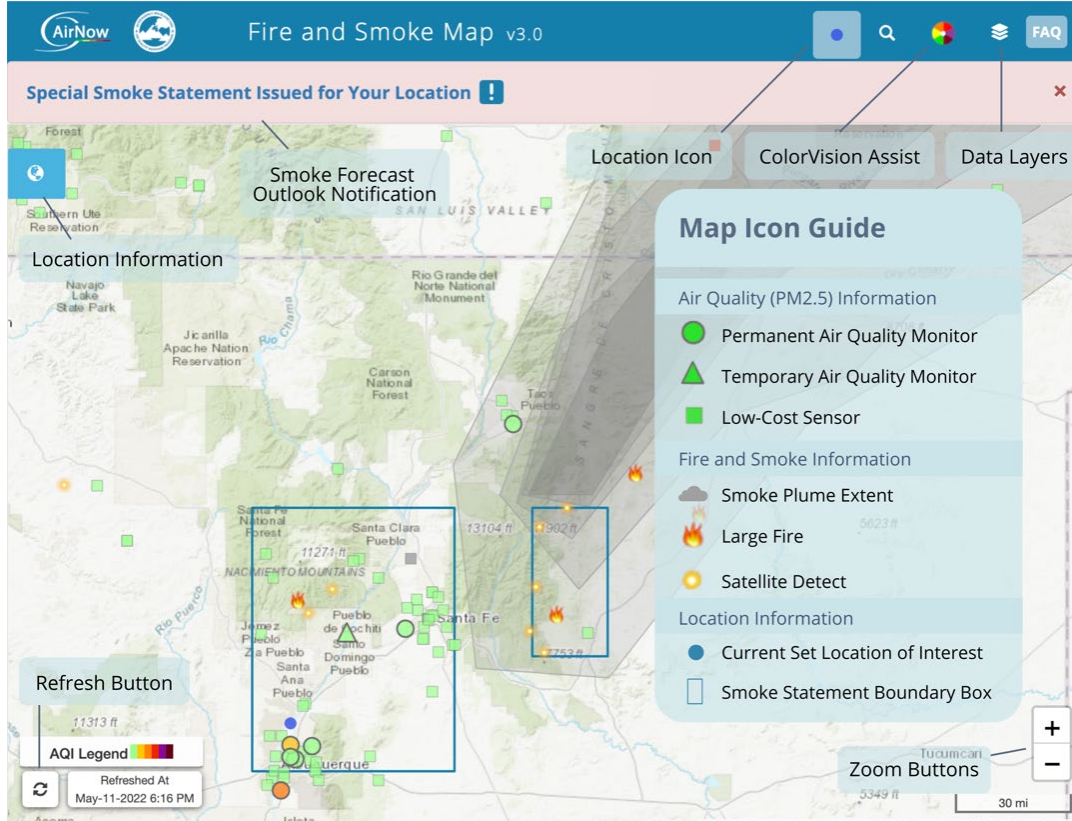 AirNow
Fire and Smoke Map v3.0
FAQ
Special Smoke Statement Issued for Your Location !
×
Forest
Smoke Forecast
Outlook Notification
Location Icon
ColorVision Assist
Data Layers
Southern Ute
Reservation
SAN LUIS VALLEY
Location Information
Map Icon Guide
Navajo
Lake
State Park
Rio Grande del
Norte National
Monument
Rio Chama
Jicarilla
Apache Nation
Reservation
Carson
National
Forest
Taos
Pueblo
SANGRE DE CRISTO
Air Quality (PM2.5) Information
Permanent Air Quality Monitor
Temporary Air Quality Monitor
Low-Cost Sensor
Fire and Smoke Information
Smoke Plume Extent
Large Fire
Satellite Detect
Location Information
Current Set Location of Interest
Smoke Statement Boundary Box
5623 ft
Santa Fe
National
Forest
Santa Clara
Pueblo
13104 ft
902 ft
11271 ft
NACIMIENTO MOUNTAINS
Rio Puerco
Jemez
Pueblo
Zia Pueblo
Pueblo
de Cochiti
Santo
Domingo
Pueblo
Santa Fe
Santa
Ana
Pueblo
7753 ft
Refresh Button
11313 ft
AQI Legend
Refreshed At
May-11-2022 6:16 PM
Albuquerque
Tucumcari
Zoom Buttons
+
−
5349 ft
30 mi